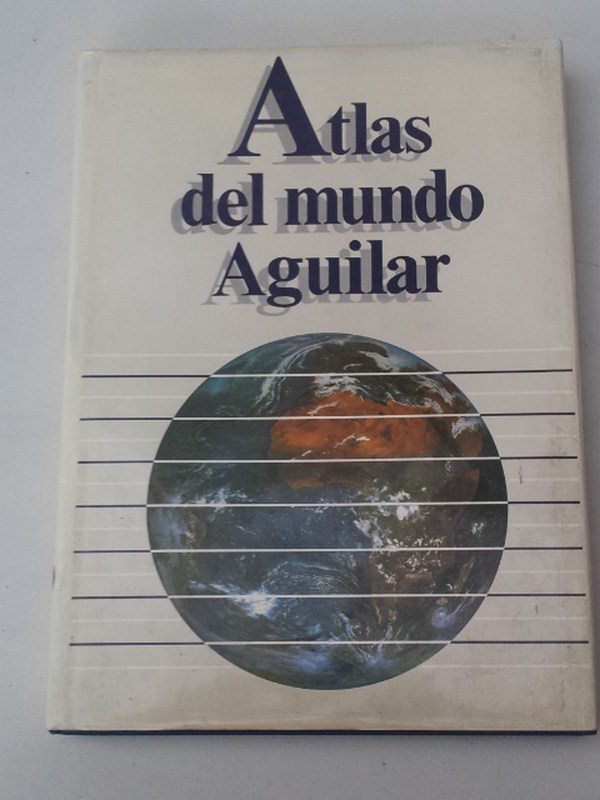 Atlas
del mundo
Aguilar